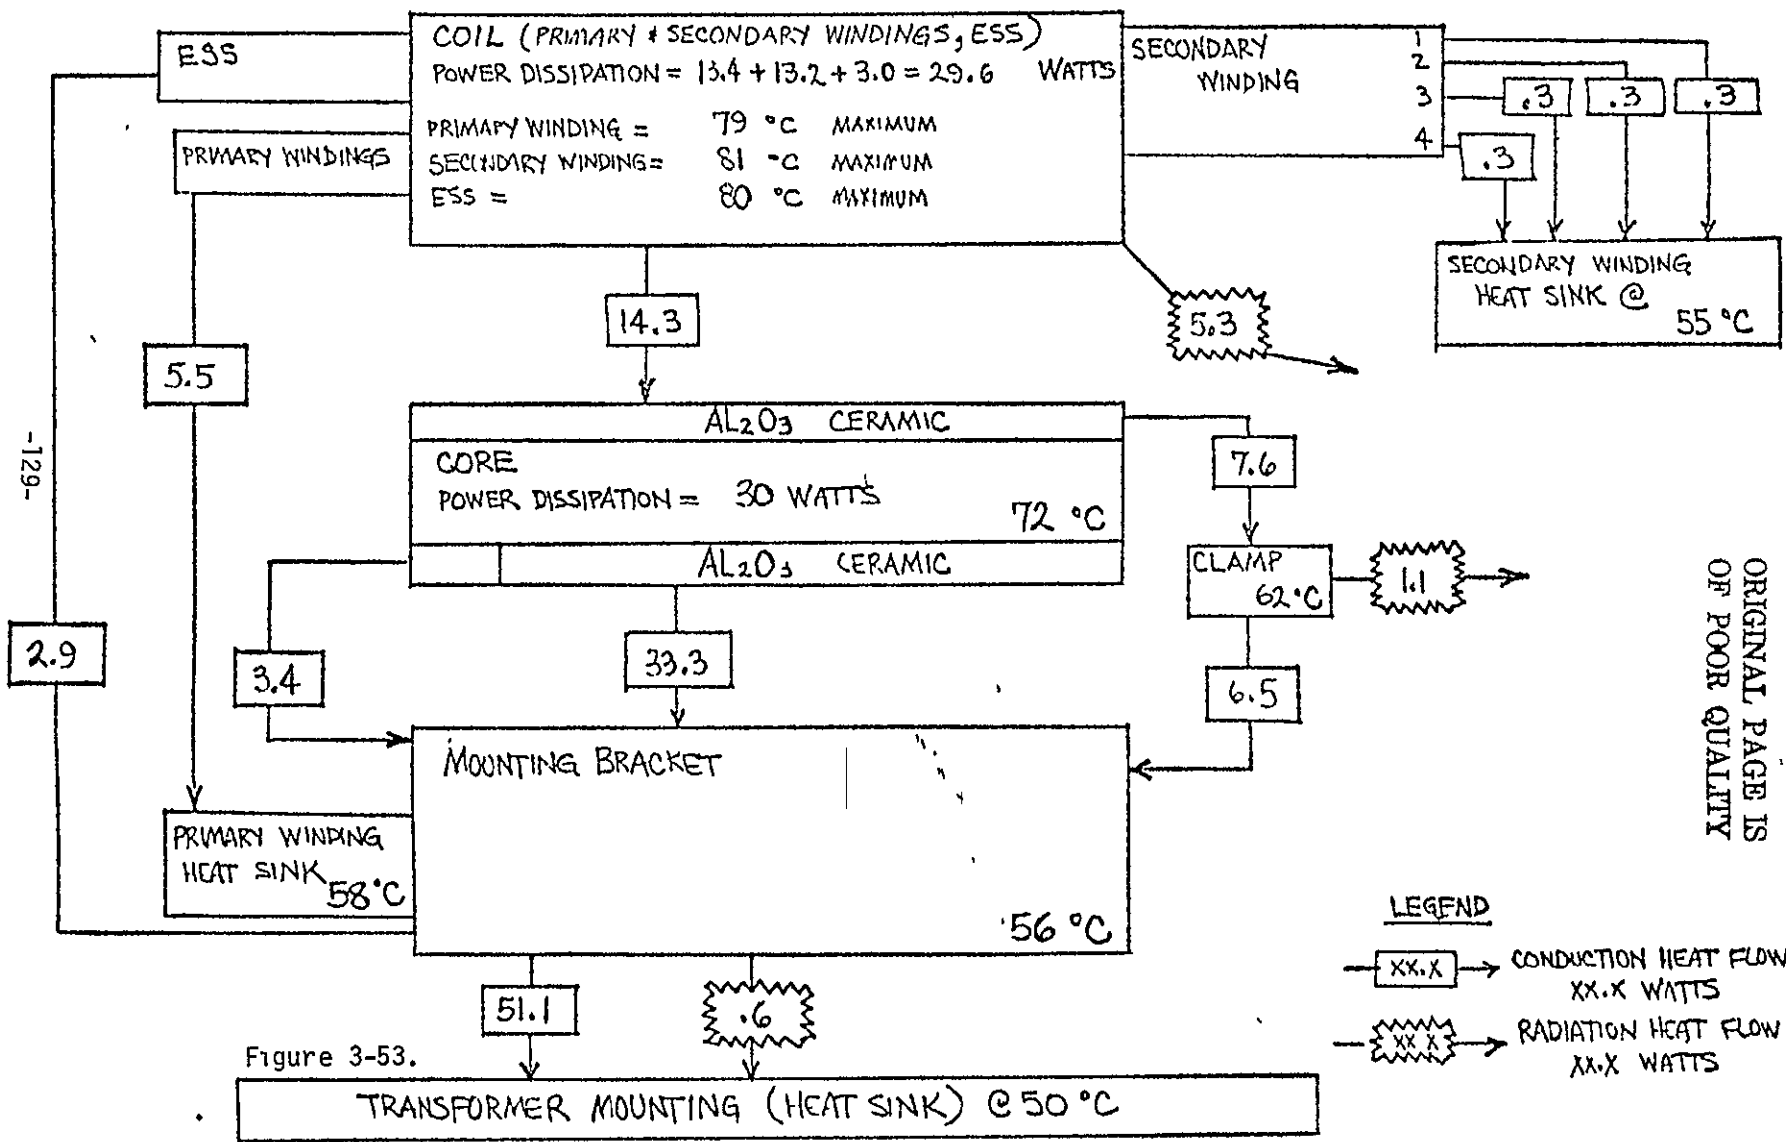 ESS
COIL (PRIMARY & SECONDARY WINDINGS, ESS)
POWER DISSIPATION = 13.4 + 13.2 + 3.0 = 29.6 WATTS
PRIMARY WINDING = 79 °C MAXIMUM
SECONDARY WINDING = 81 °C MAXIMUM
ESS = 80 °C MAXIMUM
PRIMARY WINDINGS
SECONDARY
WINDING
1
2
3
4
.3
.3
.3
.3
SECONDARY WINDING
HEAT SINK @
55 °C
14.3
5.3
5.5
AL2O3 CERAMIC
CORE
POWER DISSIPATION = 30 WATTS
72 °C
AL2O3 CERAMIC
7.6
CLAMP
62 °C
1.1
-129-
2.9
3.4
33.3
6.5
MOUNTING BRACKET
56 °C
PRIMARY WINDING
HEAT SINK
58 °C
51.1
.6
Figure 3-53.
TRANSFORMER MOUNTING (HEAT SINK) @ 50 °C
ORIGINAL PAGE IS
OF POOR QUALITY
LEGEND
XX.X CONDUCTION HEAT FLOW
XX.X WATTS
XX X RADIATION HEAT FLOW
XX.X WATTS